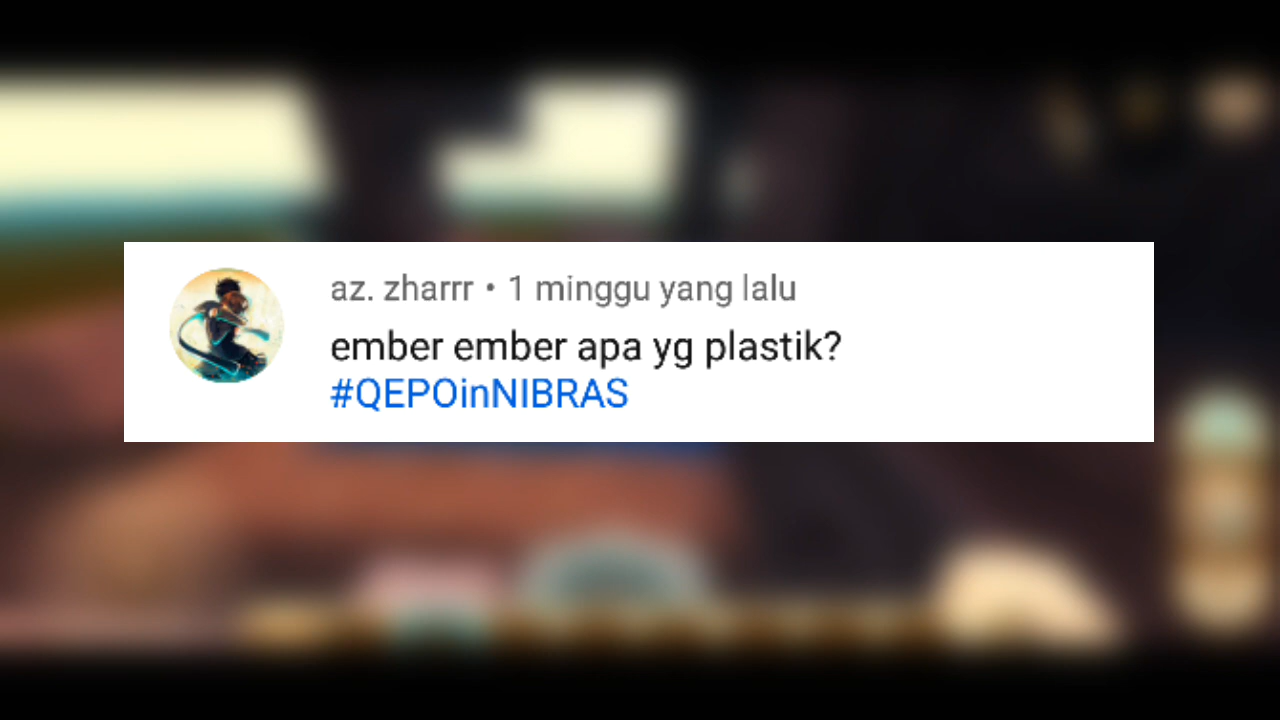 az. zharrr • 1 minggu yang lalu
ember ember apa yg plastik?
#QEPOinNIBRAS